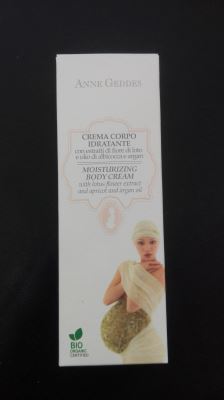 ANNE GEDDES
CREMA CORPO
IDRATANTE
con estratti di fiore di loto
e olio di albicocca e argan
MOISTURIZING
BODY CREAM
with lotus flower extract
and apricot and argan oil
BIO
ORGANIC
CERTIFIED